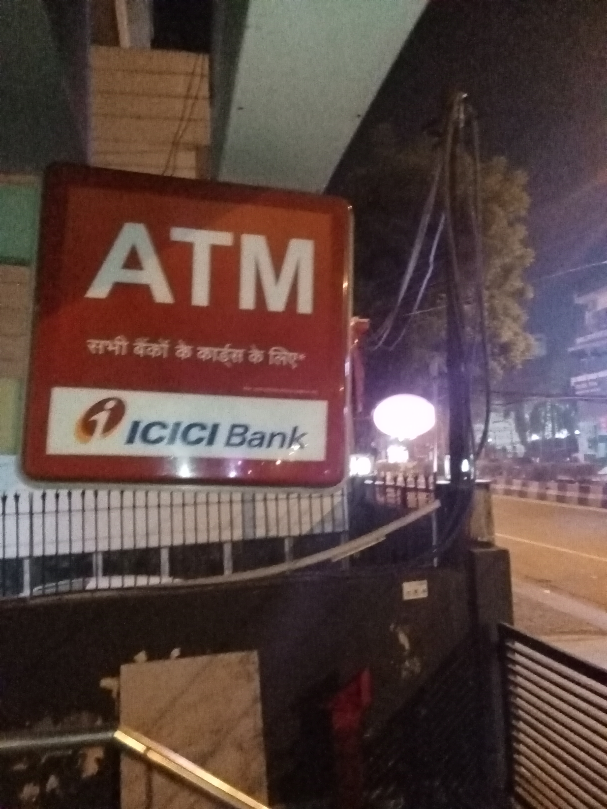 ATM
सभी बैंकों के कार्ड्स के लिए*
ICICI Bank